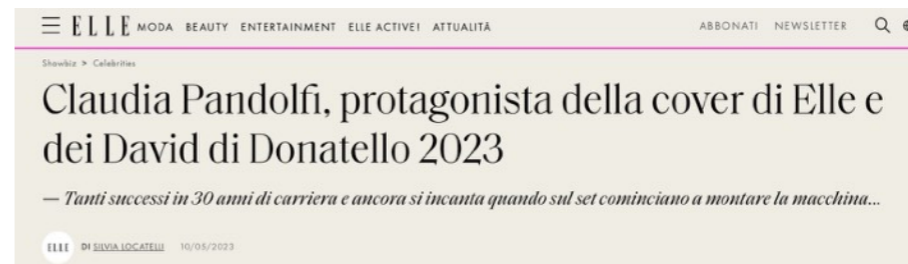 ELLE MODA BEAUTY ENTERTAINMENT ELLE ACTIVE! ATTUALITÀ ABBONATI NEWSLETTER
Showbiz > Celebrities
Claudia Pandolfi, protagonista della cover di Elle e
dei David di Donatello 2023
— Tanti successi in 30 anni di carriera e ancora si incanta quando sul set cominciano a montare la macchina...
ELLE DI SILVIA LOCATELLI 10/05/2023